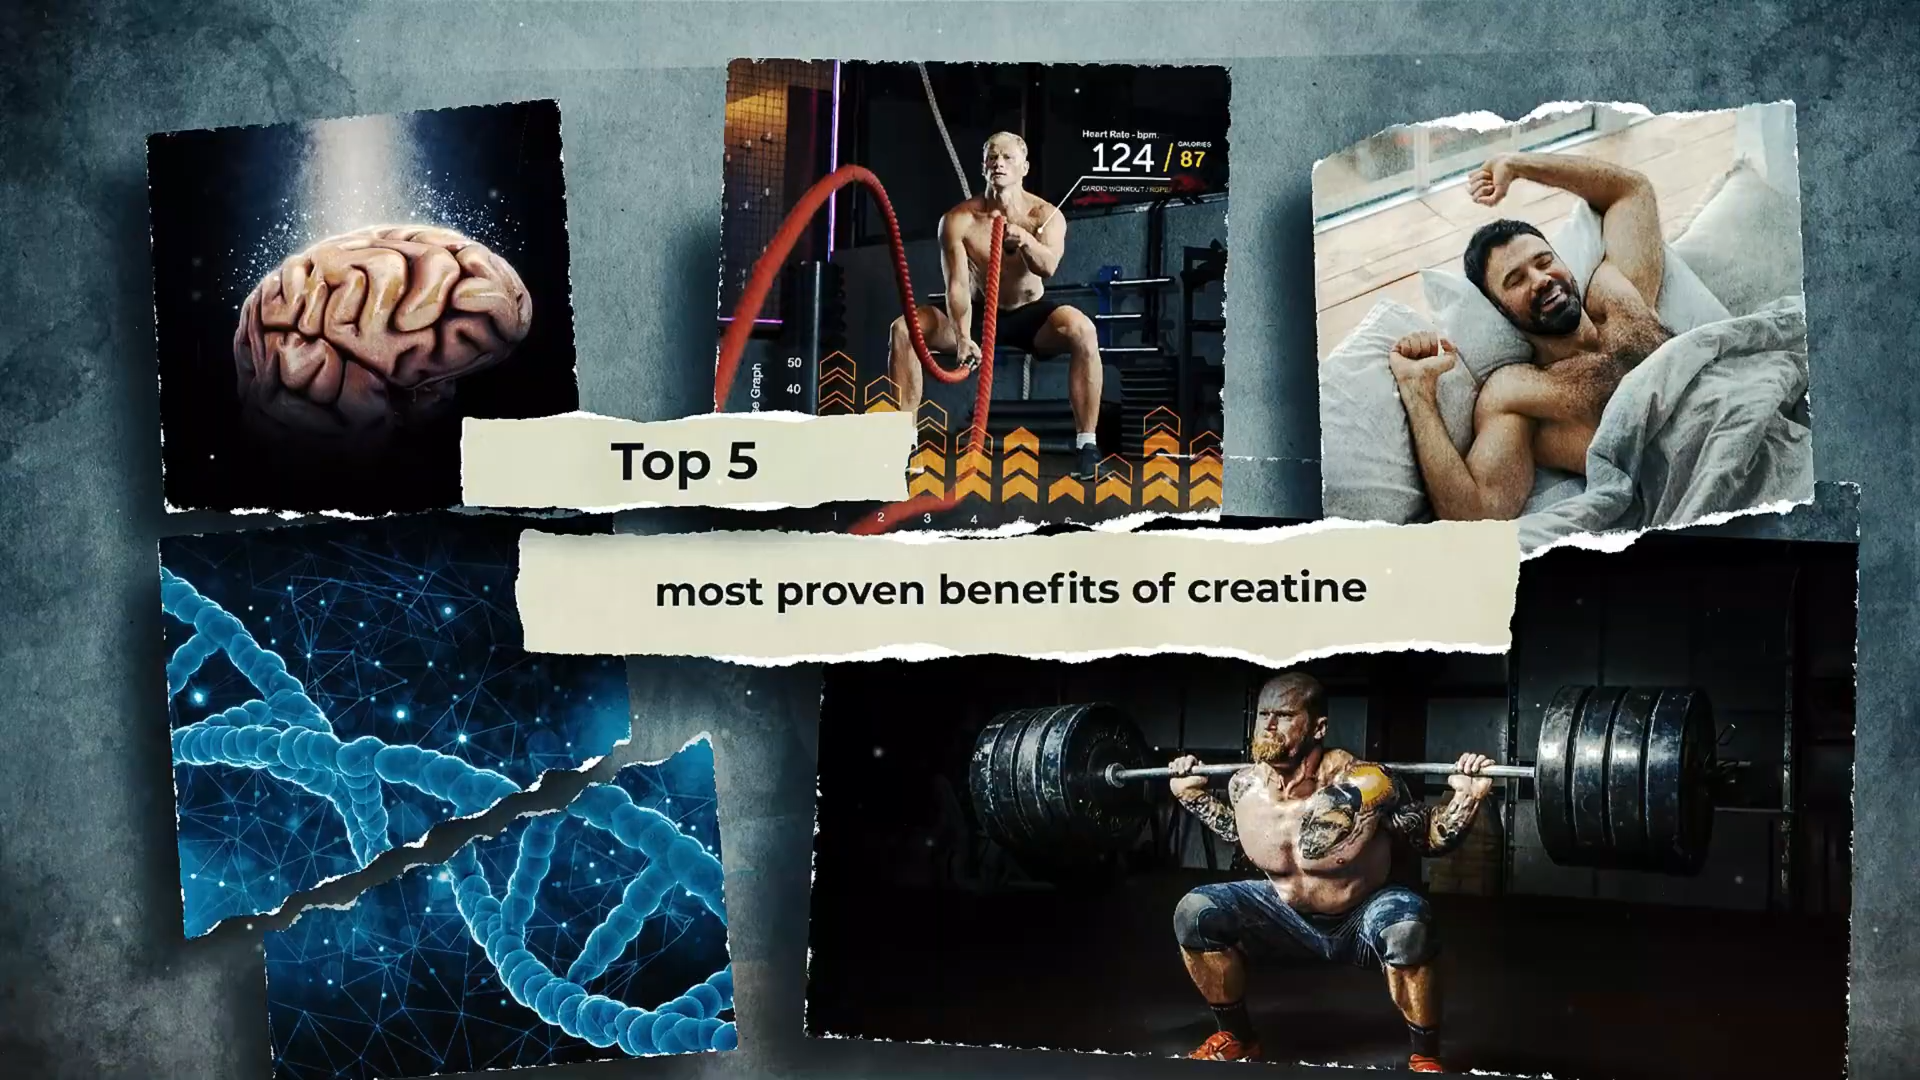 Heart Rate - bpm.
124 / 87
CALORIES
CARDIO WORKOUT /
50
40
Top 5
1 2 3 4
most proven benefits of creatine